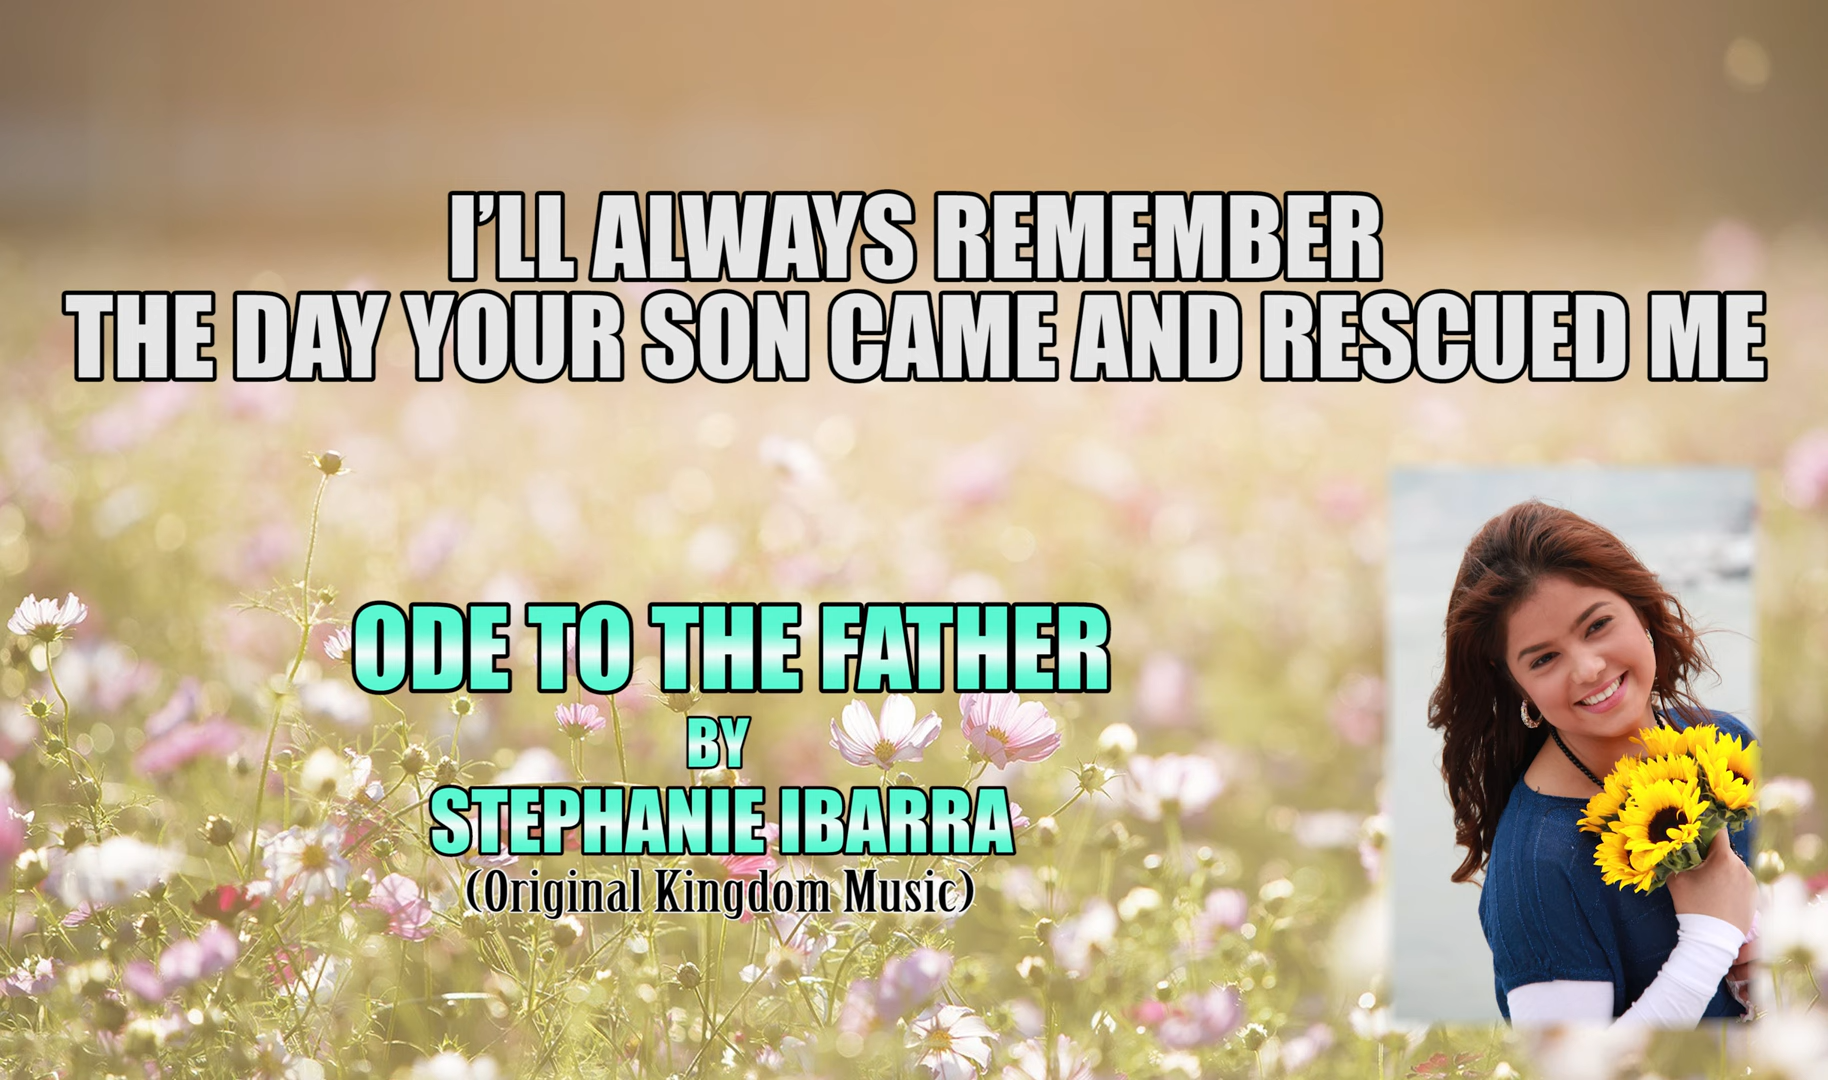 I'LL ALWAYS REMEMBER
THE DAY YOUR SON CAME AND RESCUED ME
ODE TO THE FATHER
BY
STEPHANIE IBARRA
(Original Kingdom Music)